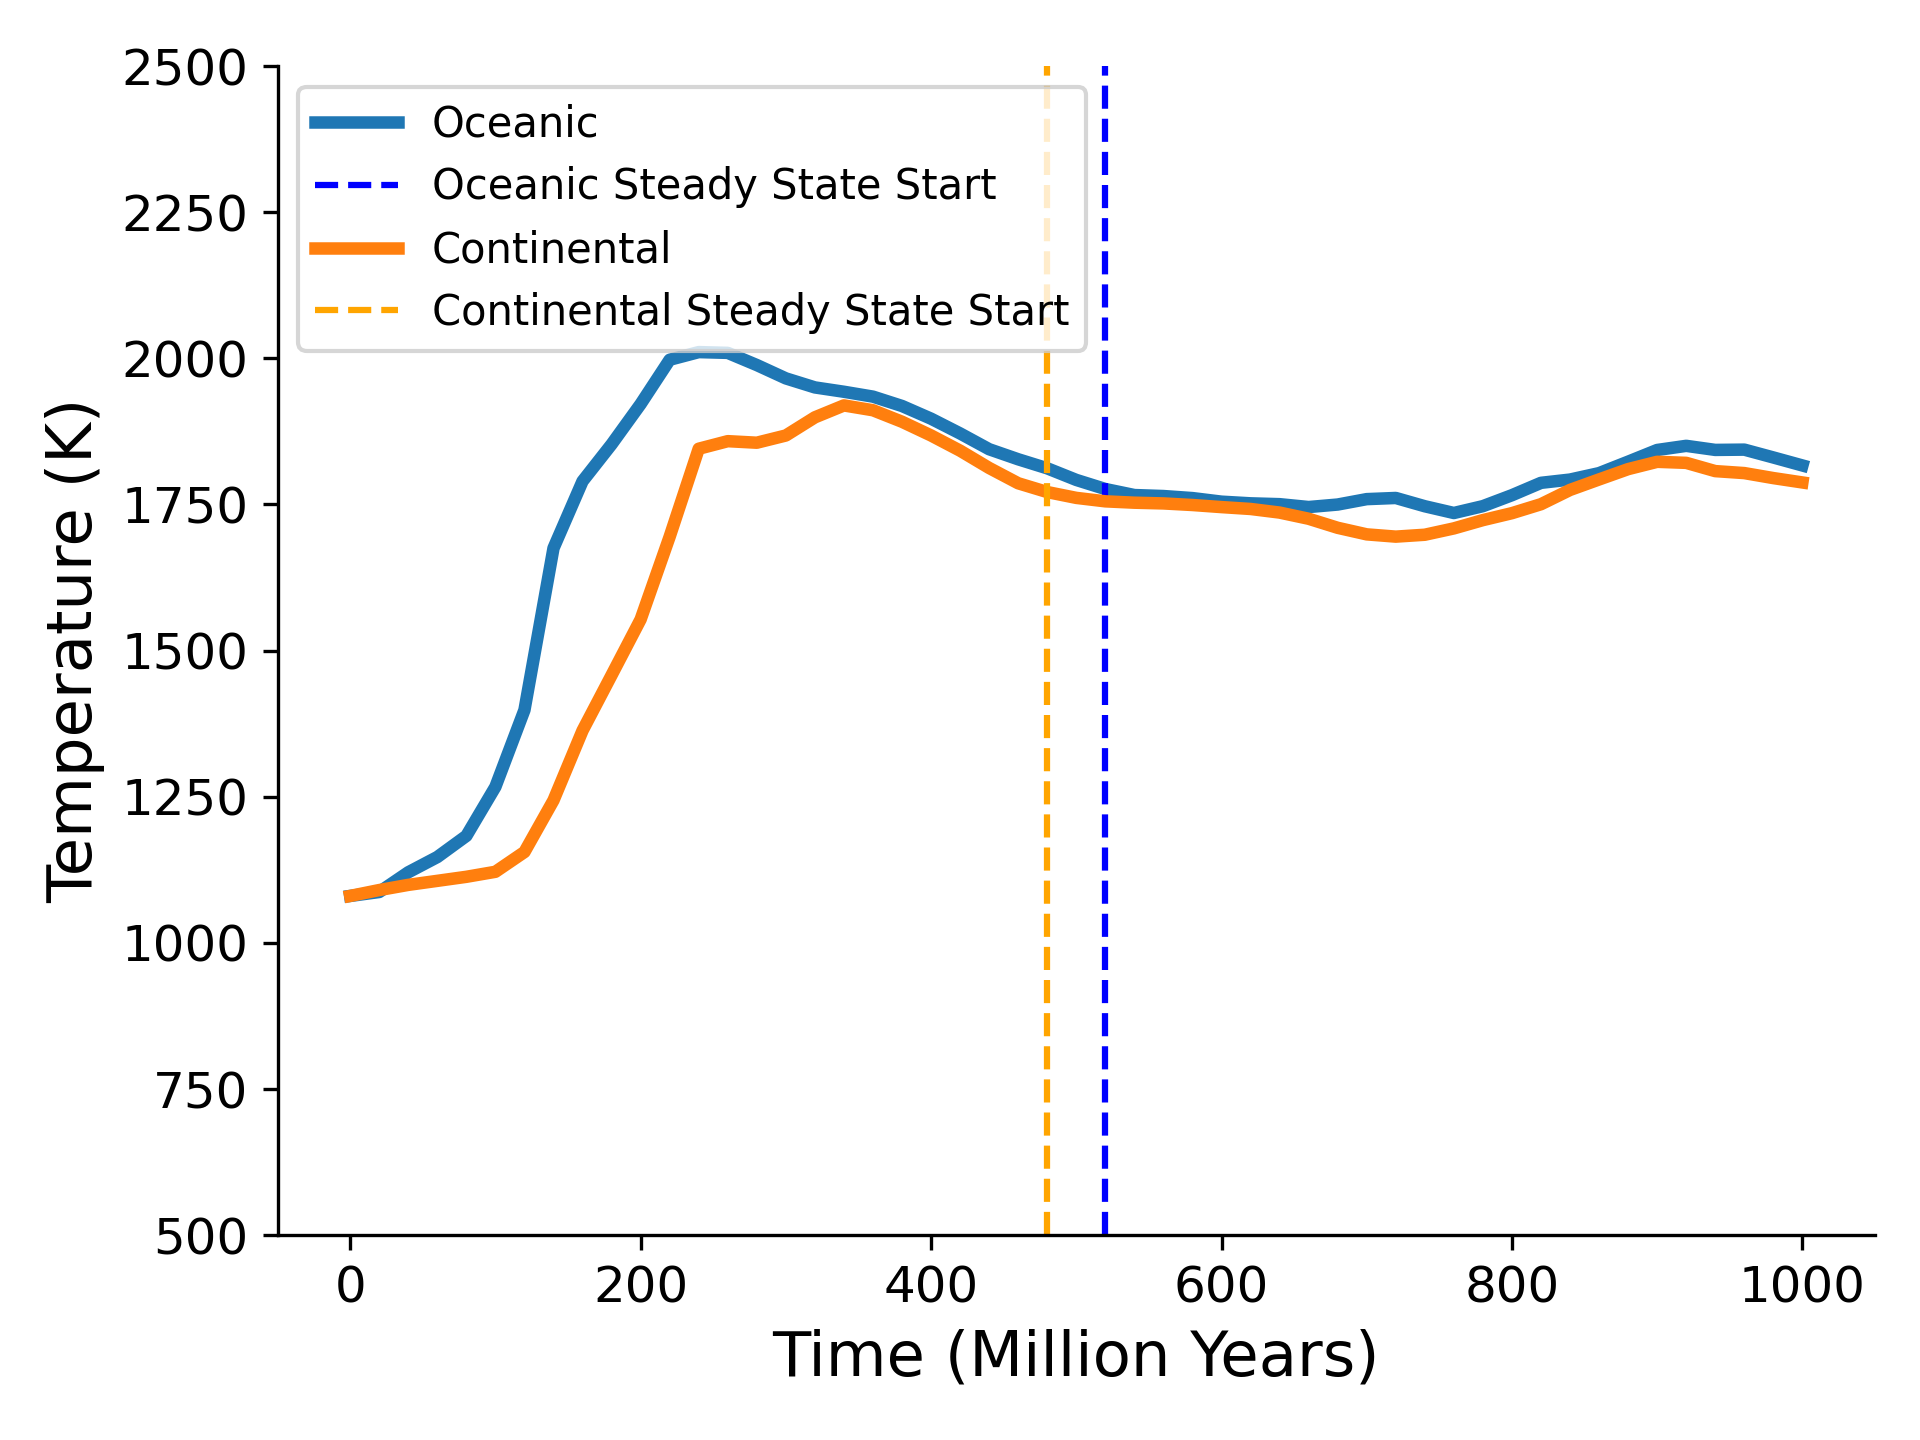 2500
2250
2000
1750
1500
1250
1000
750
500
Temperature (K)
Oceanic
Oceanic Steady State Start
Continental
Continental Steady State Start
0 200 400 600 800 1000
Time (Million Years)